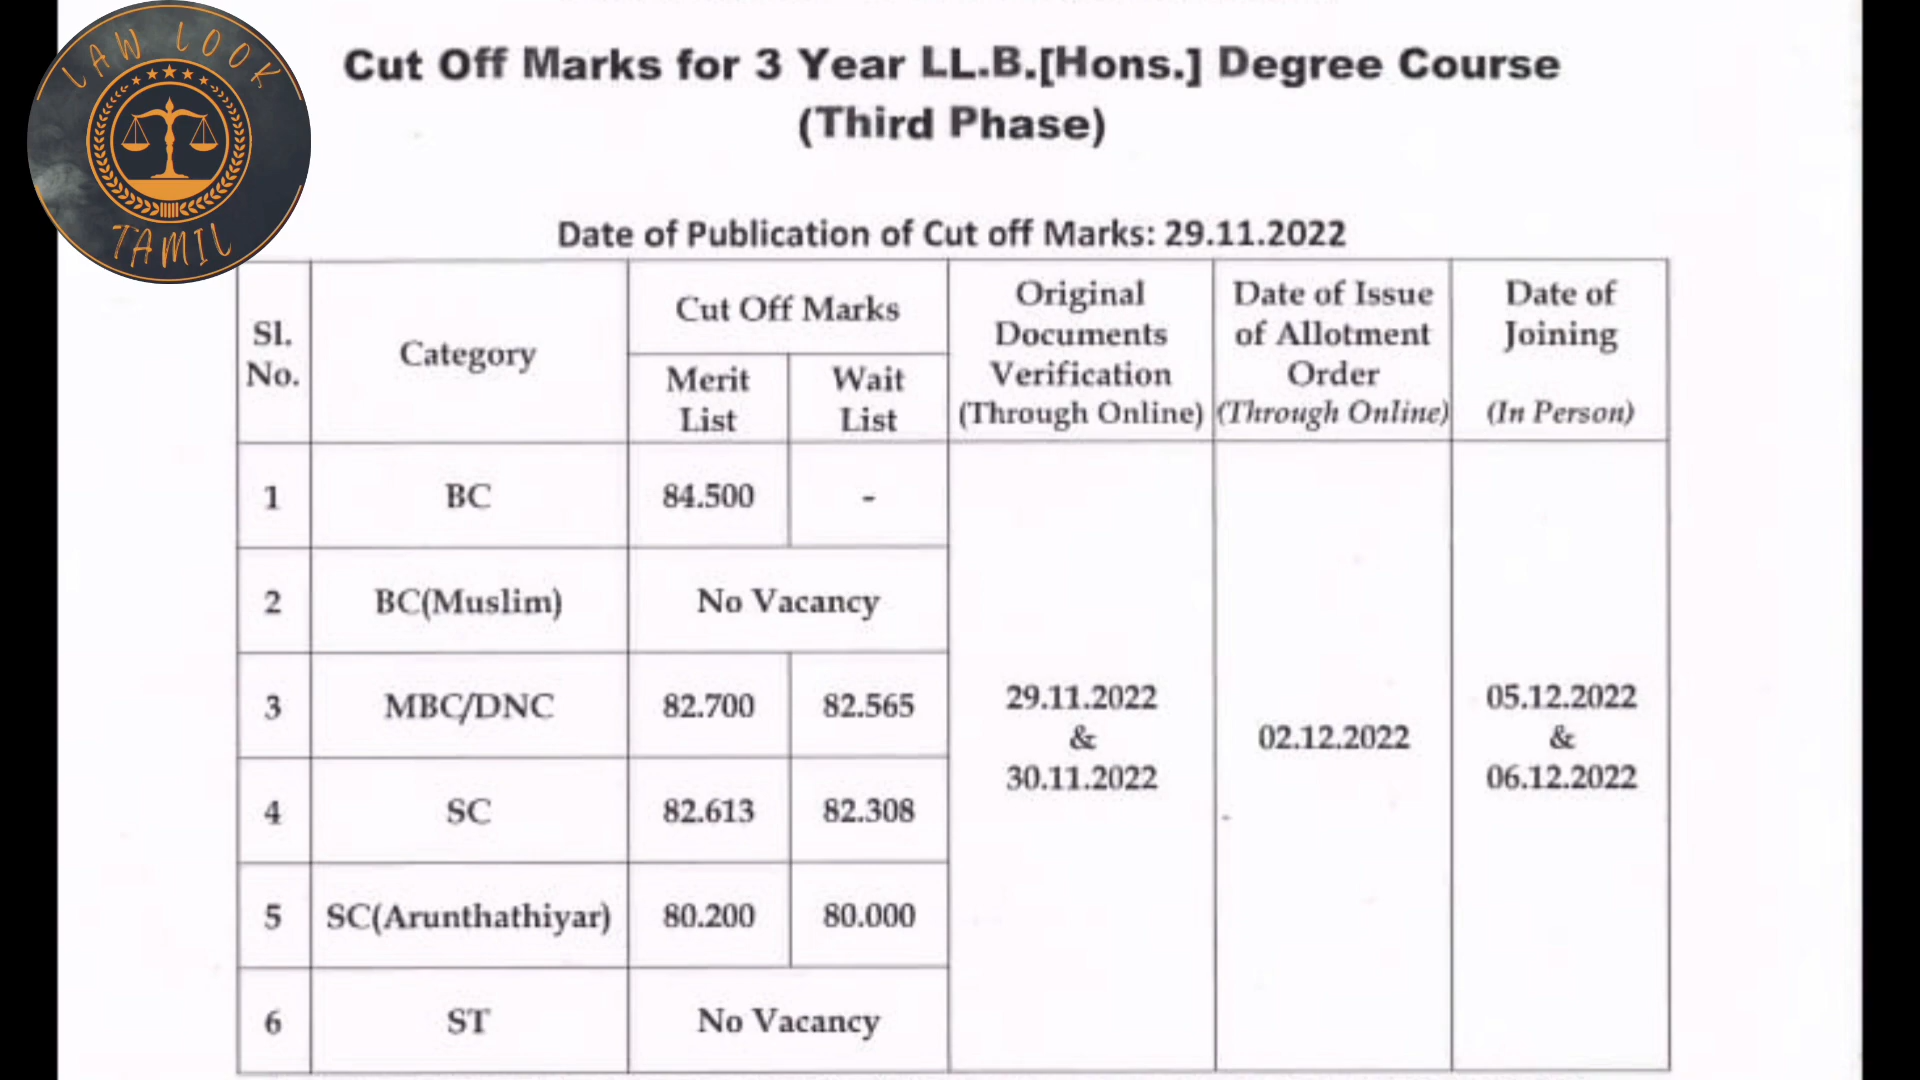 LAW LOOK
TAMIL
Cut Off Marks for 3 Year LL.B.[Hons.] Degree Course
(Third Phase)
Date of Publication of Cut off Marks: 29.11.2022
Sl. No.
Category
Cut Off Marks
Merit List
Wait List
Original Documents Verification (Through Online)
Date of Issue of Allotment Order (Through Online)
Date of Joining (In Person)
1 BC 84.500 -
2 BC(Muslim) No Vacancy
3 MBC/DNC 82.700 82.565
4 SC 82.613 82.308
5 SC(Arunthathiyar) 80.200 80.000
6 ST No Vacancy
29.11.2022 & 30.11.2022
02.12.2022
05.12.2022 & 06.12.2022